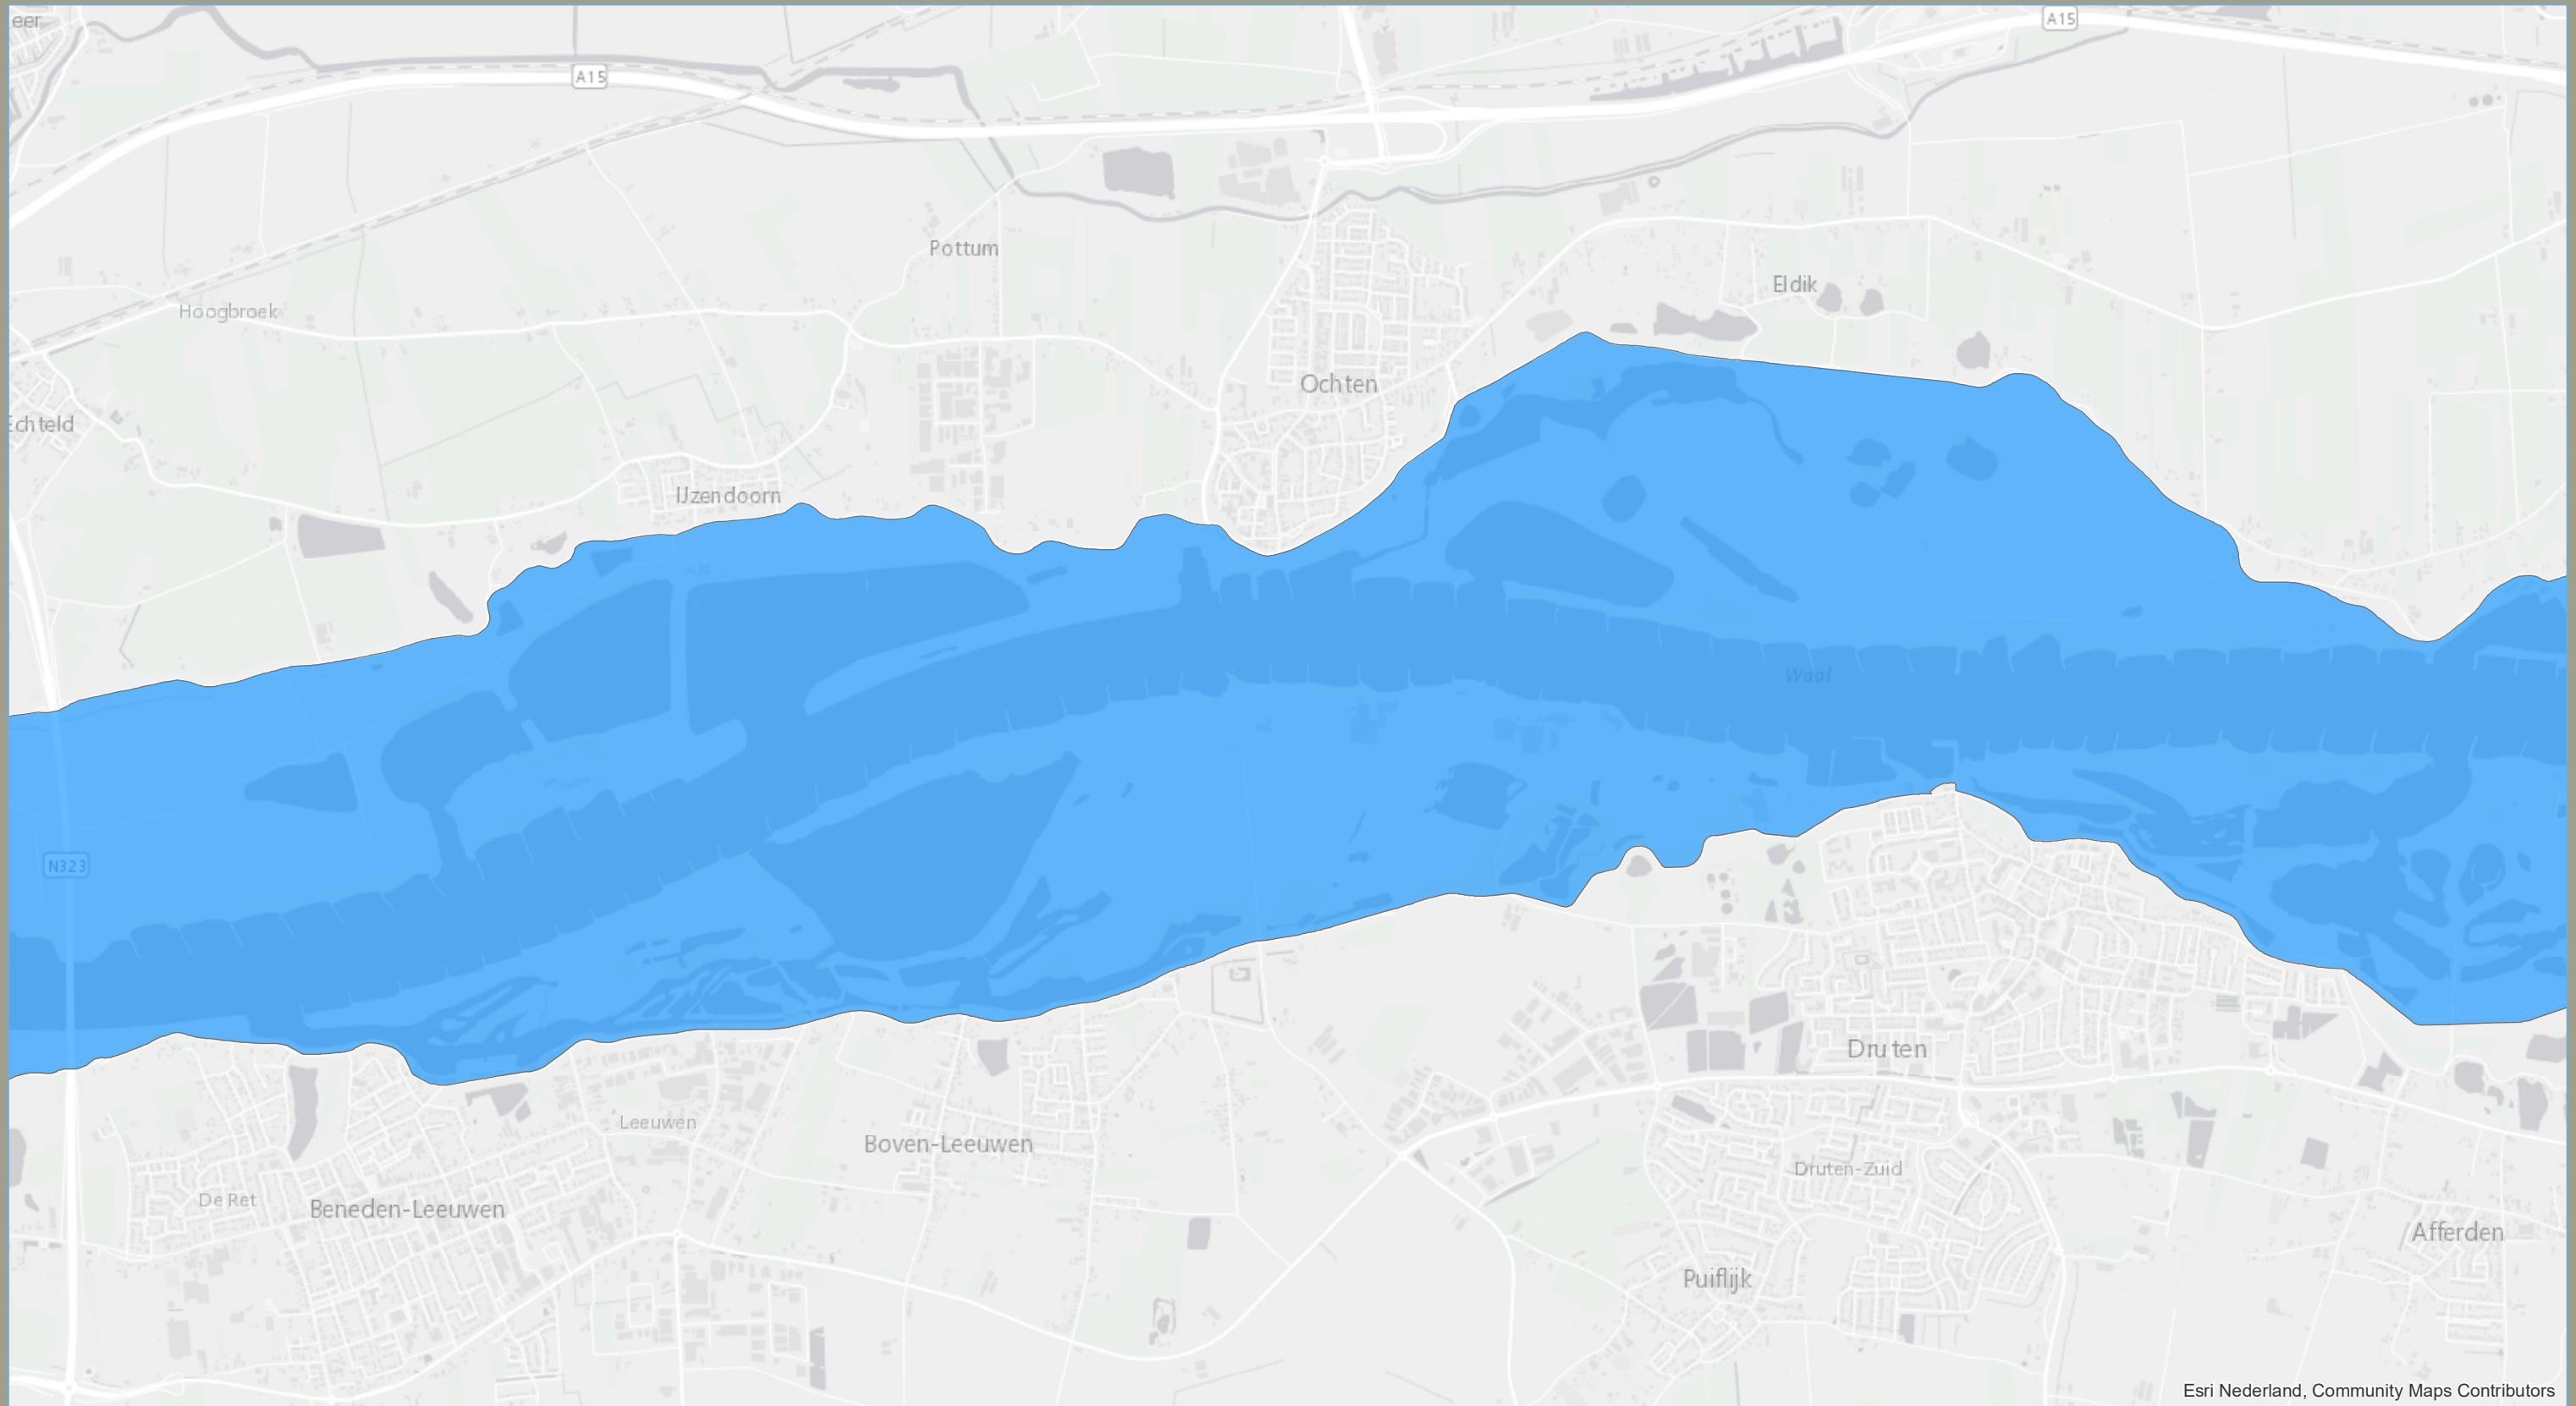 eer
A15
A15
Pottum
Eldik
Hoogbroek
Ochten
Echteld
IJzendoorn
Waal
N323
Druten
Leeuwen
Boven-Leeuwen
Druten-Zuid
De Ret
Beneden-Leeuwen
Afferden
Puiflijk
Esri Nederland, Community Maps Contributors